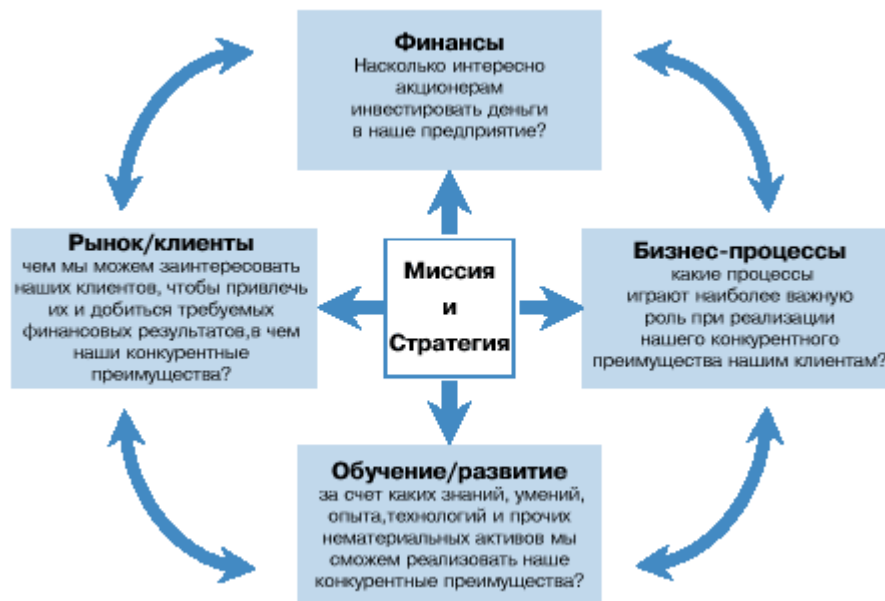 Финансы
Насколько интересно
акционерам
инвестировать деньги
в наше предприятие?
Рынок/клиенты
чем мы можем заинтересовать
наших клиентов, чтобы привлечь
их и добиться требуемых
финансовых результатов,в чем
наши конкурентные
преимущества?
Миссия
и
Стратегия
Бизнес-процессы
какие процессы
играют наиболее важную
роль при реализации
нашего конкурентного
преимущества нашим клиентам?
Обучение/развитие
за счет каких знаний, умений,
опыта,технологий и прочих
нематериальных активов мы
сможем реализовать наше
конкурентные преимущества?